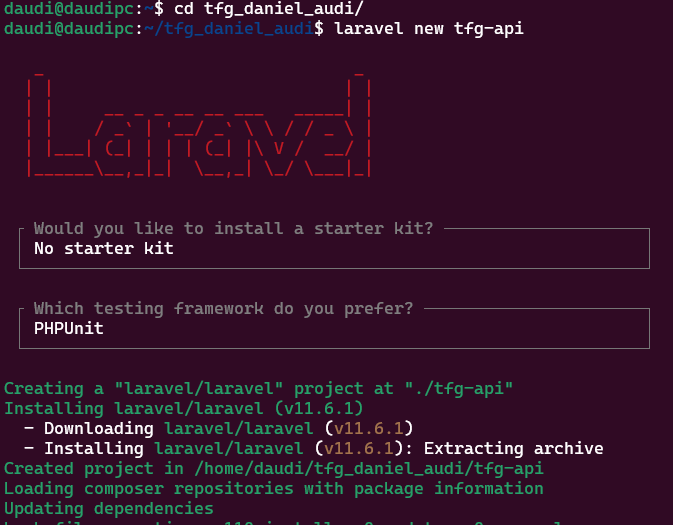 daudi@daudipc:~$ cd tfg_daniel_audi/
daudi@daudipc:~/tfg_daniel_audi$ laravel new tfg-api
Laravel
Would you like to install a starter kit?
No starter kit
Which testing framework do you prefer?
PHPUnit
Creating a "laravel/laravel" project at "./tfg-api"
Installing laravel/laravel (v11.6.1)
- Downloading laravel/laravel (v11.6.1)
- Installing laravel/laravel (v11.6.1): Extracting archive
Created project in /home/daudi/tfg_daniel_audi/tfg-api
Loading composer repositories with package information
Updating dependencies